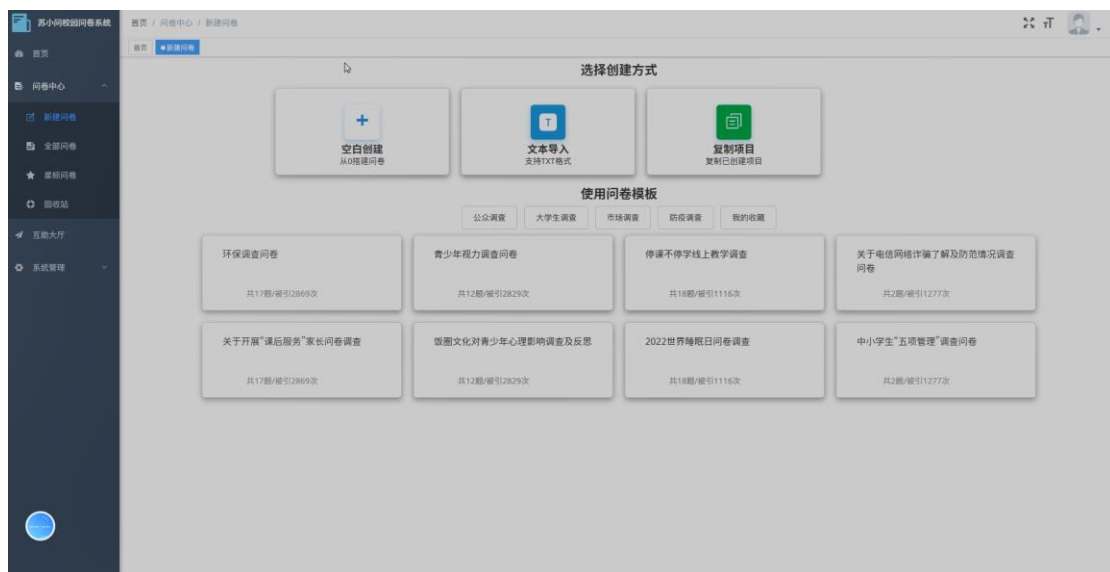 苏小问校园问卷系统
首页 / 问卷中心 / 新建问卷
首页
新建问卷
首页
问卷中心
新建问卷
全部问卷
星标问卷
回收站
互助大厅
系统管理
选择创建方式
空白创建
从0搭建问卷
T
文本导入
支持TXT格式
复制项目
复制已创建项目
使用问卷模板
公众调查
大学生调查
市场调查
防疫调查
我的收藏
环保调查问卷
共17题/被引2869次
青少年视力调查问卷
共12题/被引2829次
停课不停学线上教学调查
共18题/被引1116次
关于电信网络诈骗了解及防范情况调查
问卷
共2题/被引1277次
关于开展"课后服务"家长问卷调查
共17题/被引2869次
饭圈文化对青少年心理影响调查及反思
共12题/被引2829次
2022世界睡眠日问卷调查
共18题/被引1116次
中小学生"五项管理"调查问卷
共2题/被引1277次